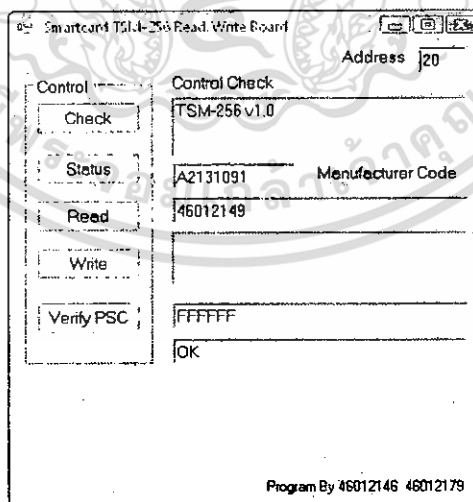 Smartcard TSM-256 Read/Write Board
Address 20
Control
Control Check
Check
TSM-256 v1.0
Status
A2131091
Manufacturer Code
Read
46012149
Write
Verify PSC
FFFFFF
OK
Program By 46012146 46012179